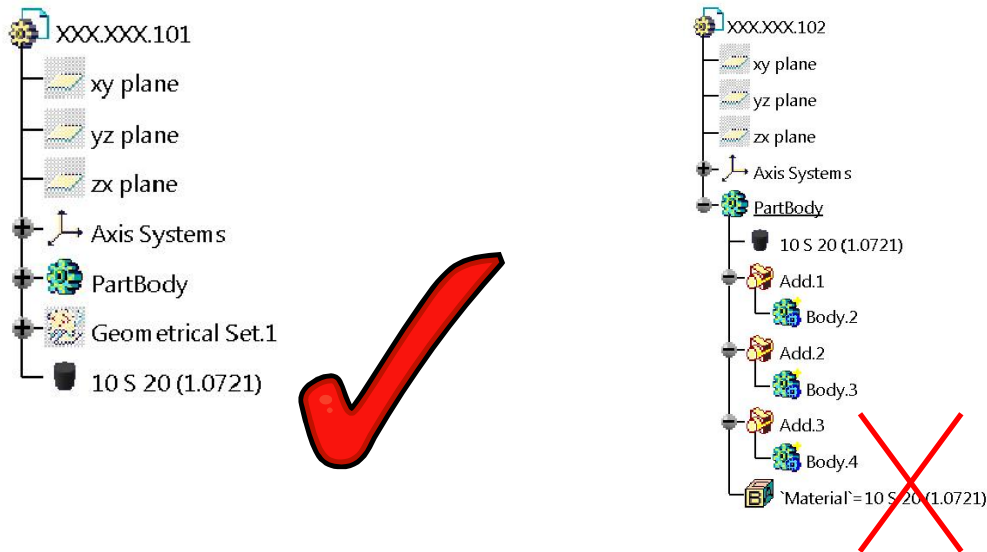 XXX.XXX.101
xy plane
yz plane
zx plane
Axis Systems
PartBody
Geometrical Set.1
10 S 20 (1.0721)
XXX.XXX.102
xy plane
yz plane
zx plane
Axis Systems
PartBody
10 S 20 (1.0721)
Add.1
Body.2
Add.2
Body.3
Add.3
Body.4
B `Material`=10 S 20 (1.0721)